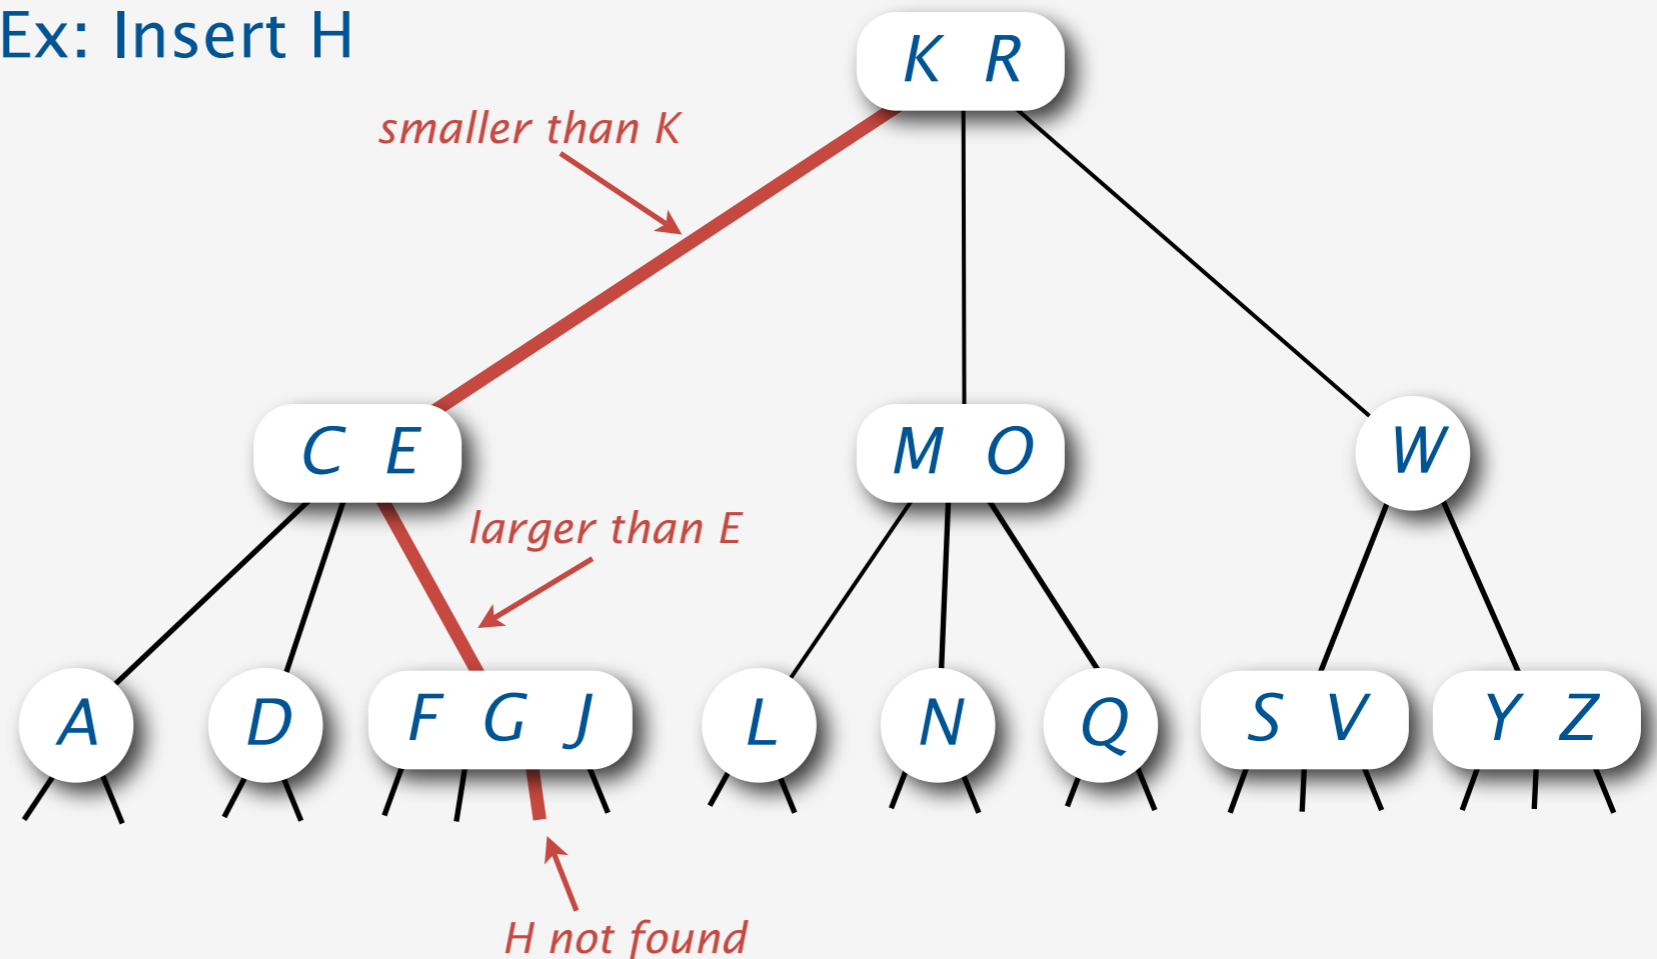 Ex: Insert H
K R
smaller than K
C E
M O
W
larger than E
A
D
F G J
L
N
Q
S V
Y Z
H not found